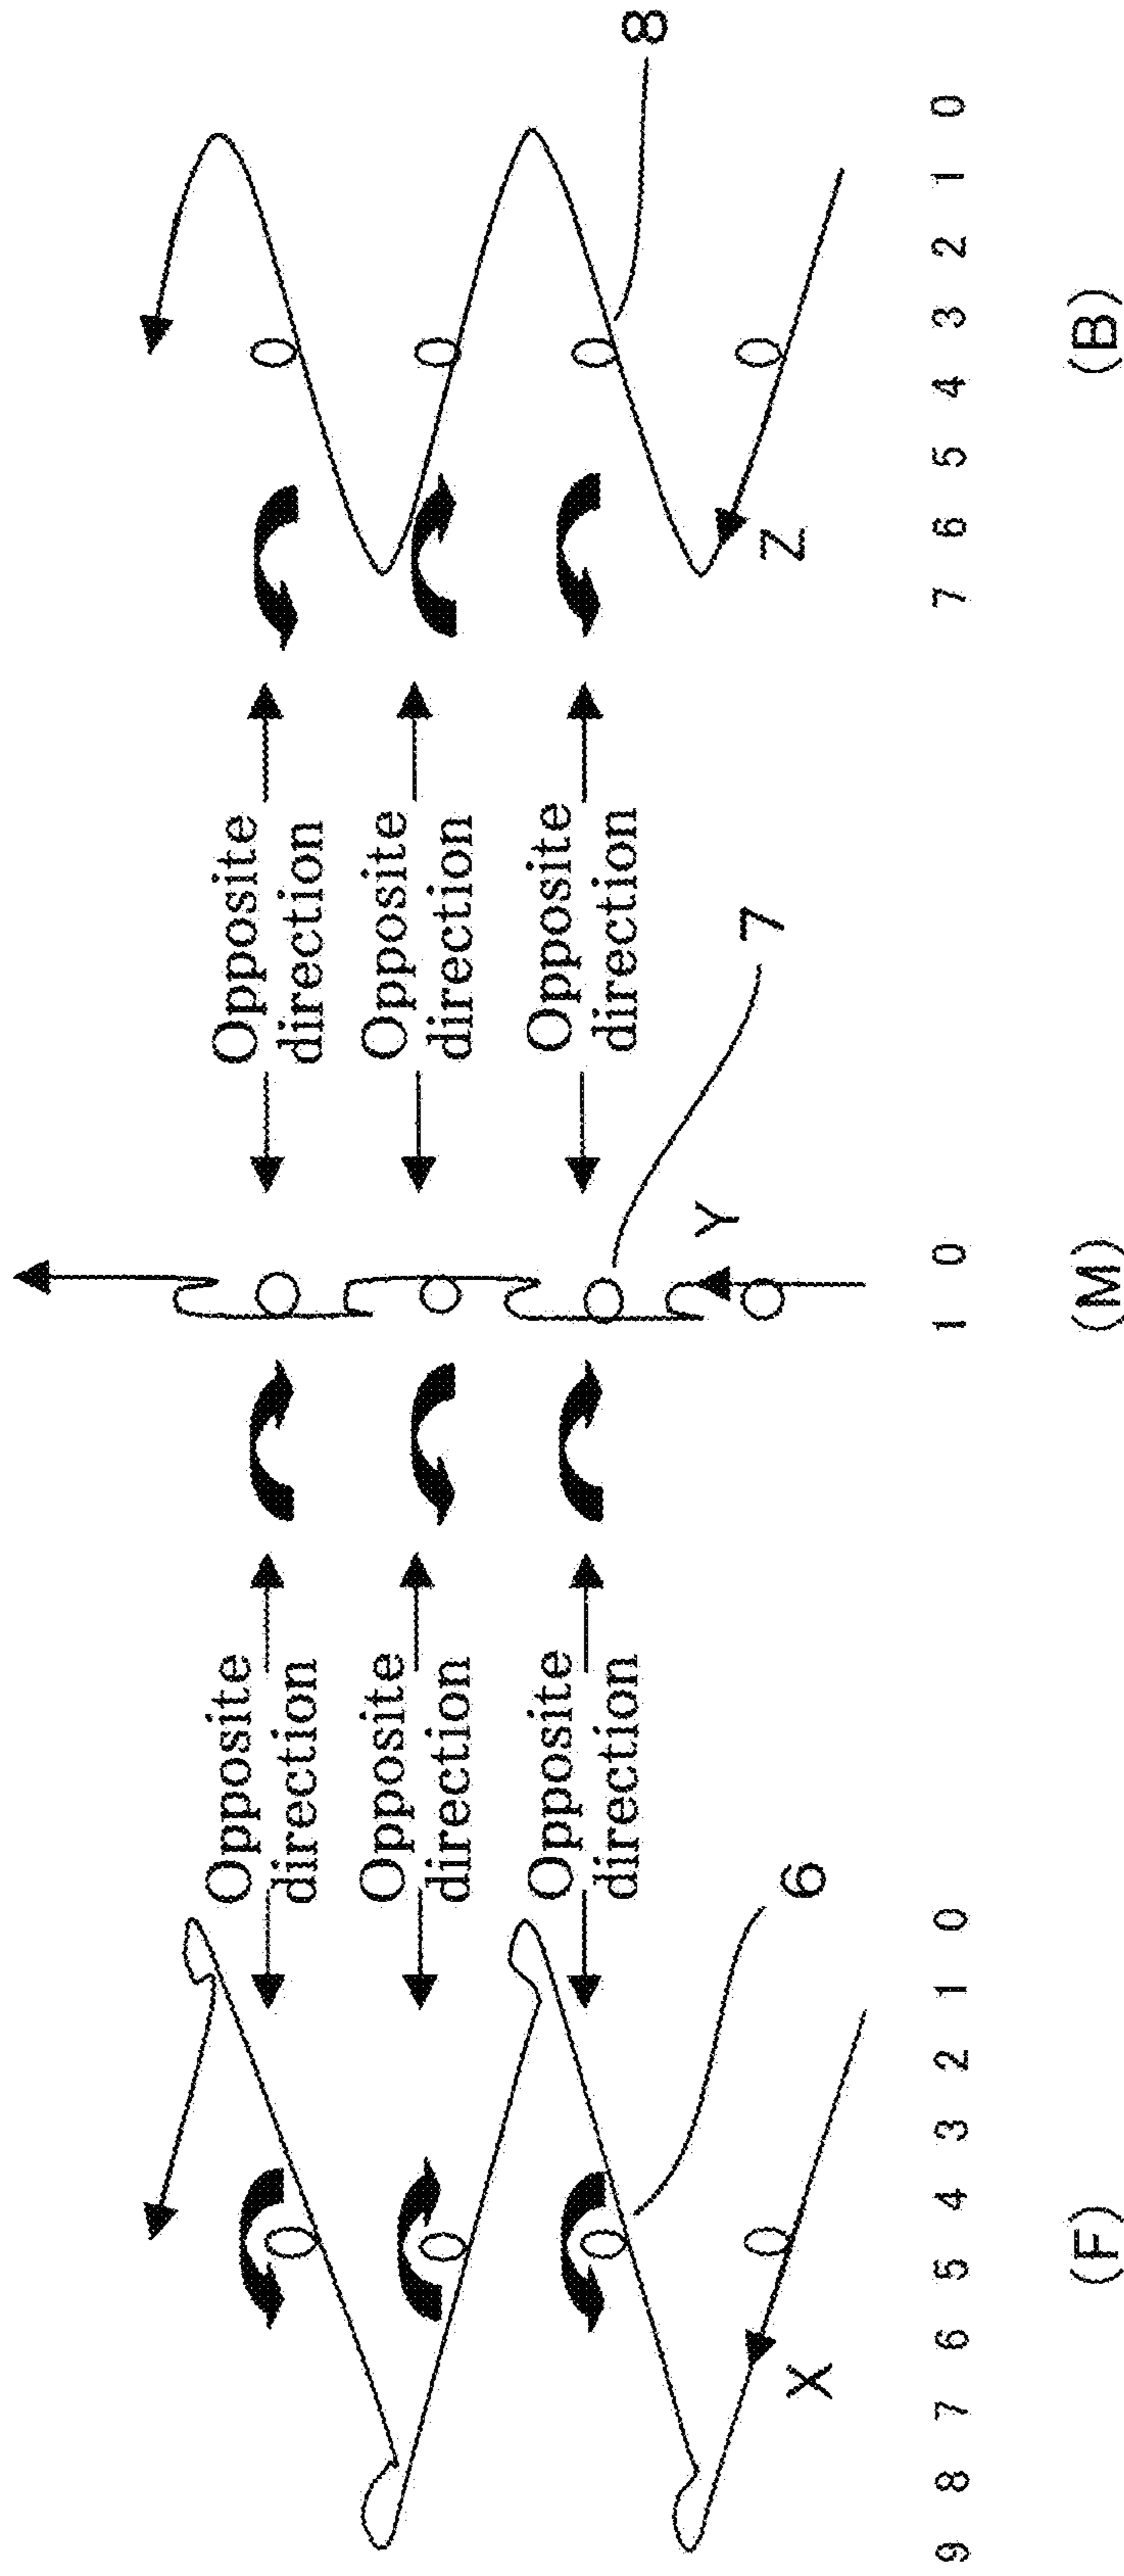 Opposite
direction
Opposite
direction
Opposite
direction
Opposite
direction
Opposite
direction
Opposite
direction
8
Y
7
Z
6
X
9 8 7 6 5 4 3 2 1 0
1 0
7 6 5 4 3 2 1 0
(F)
(M)
(B)